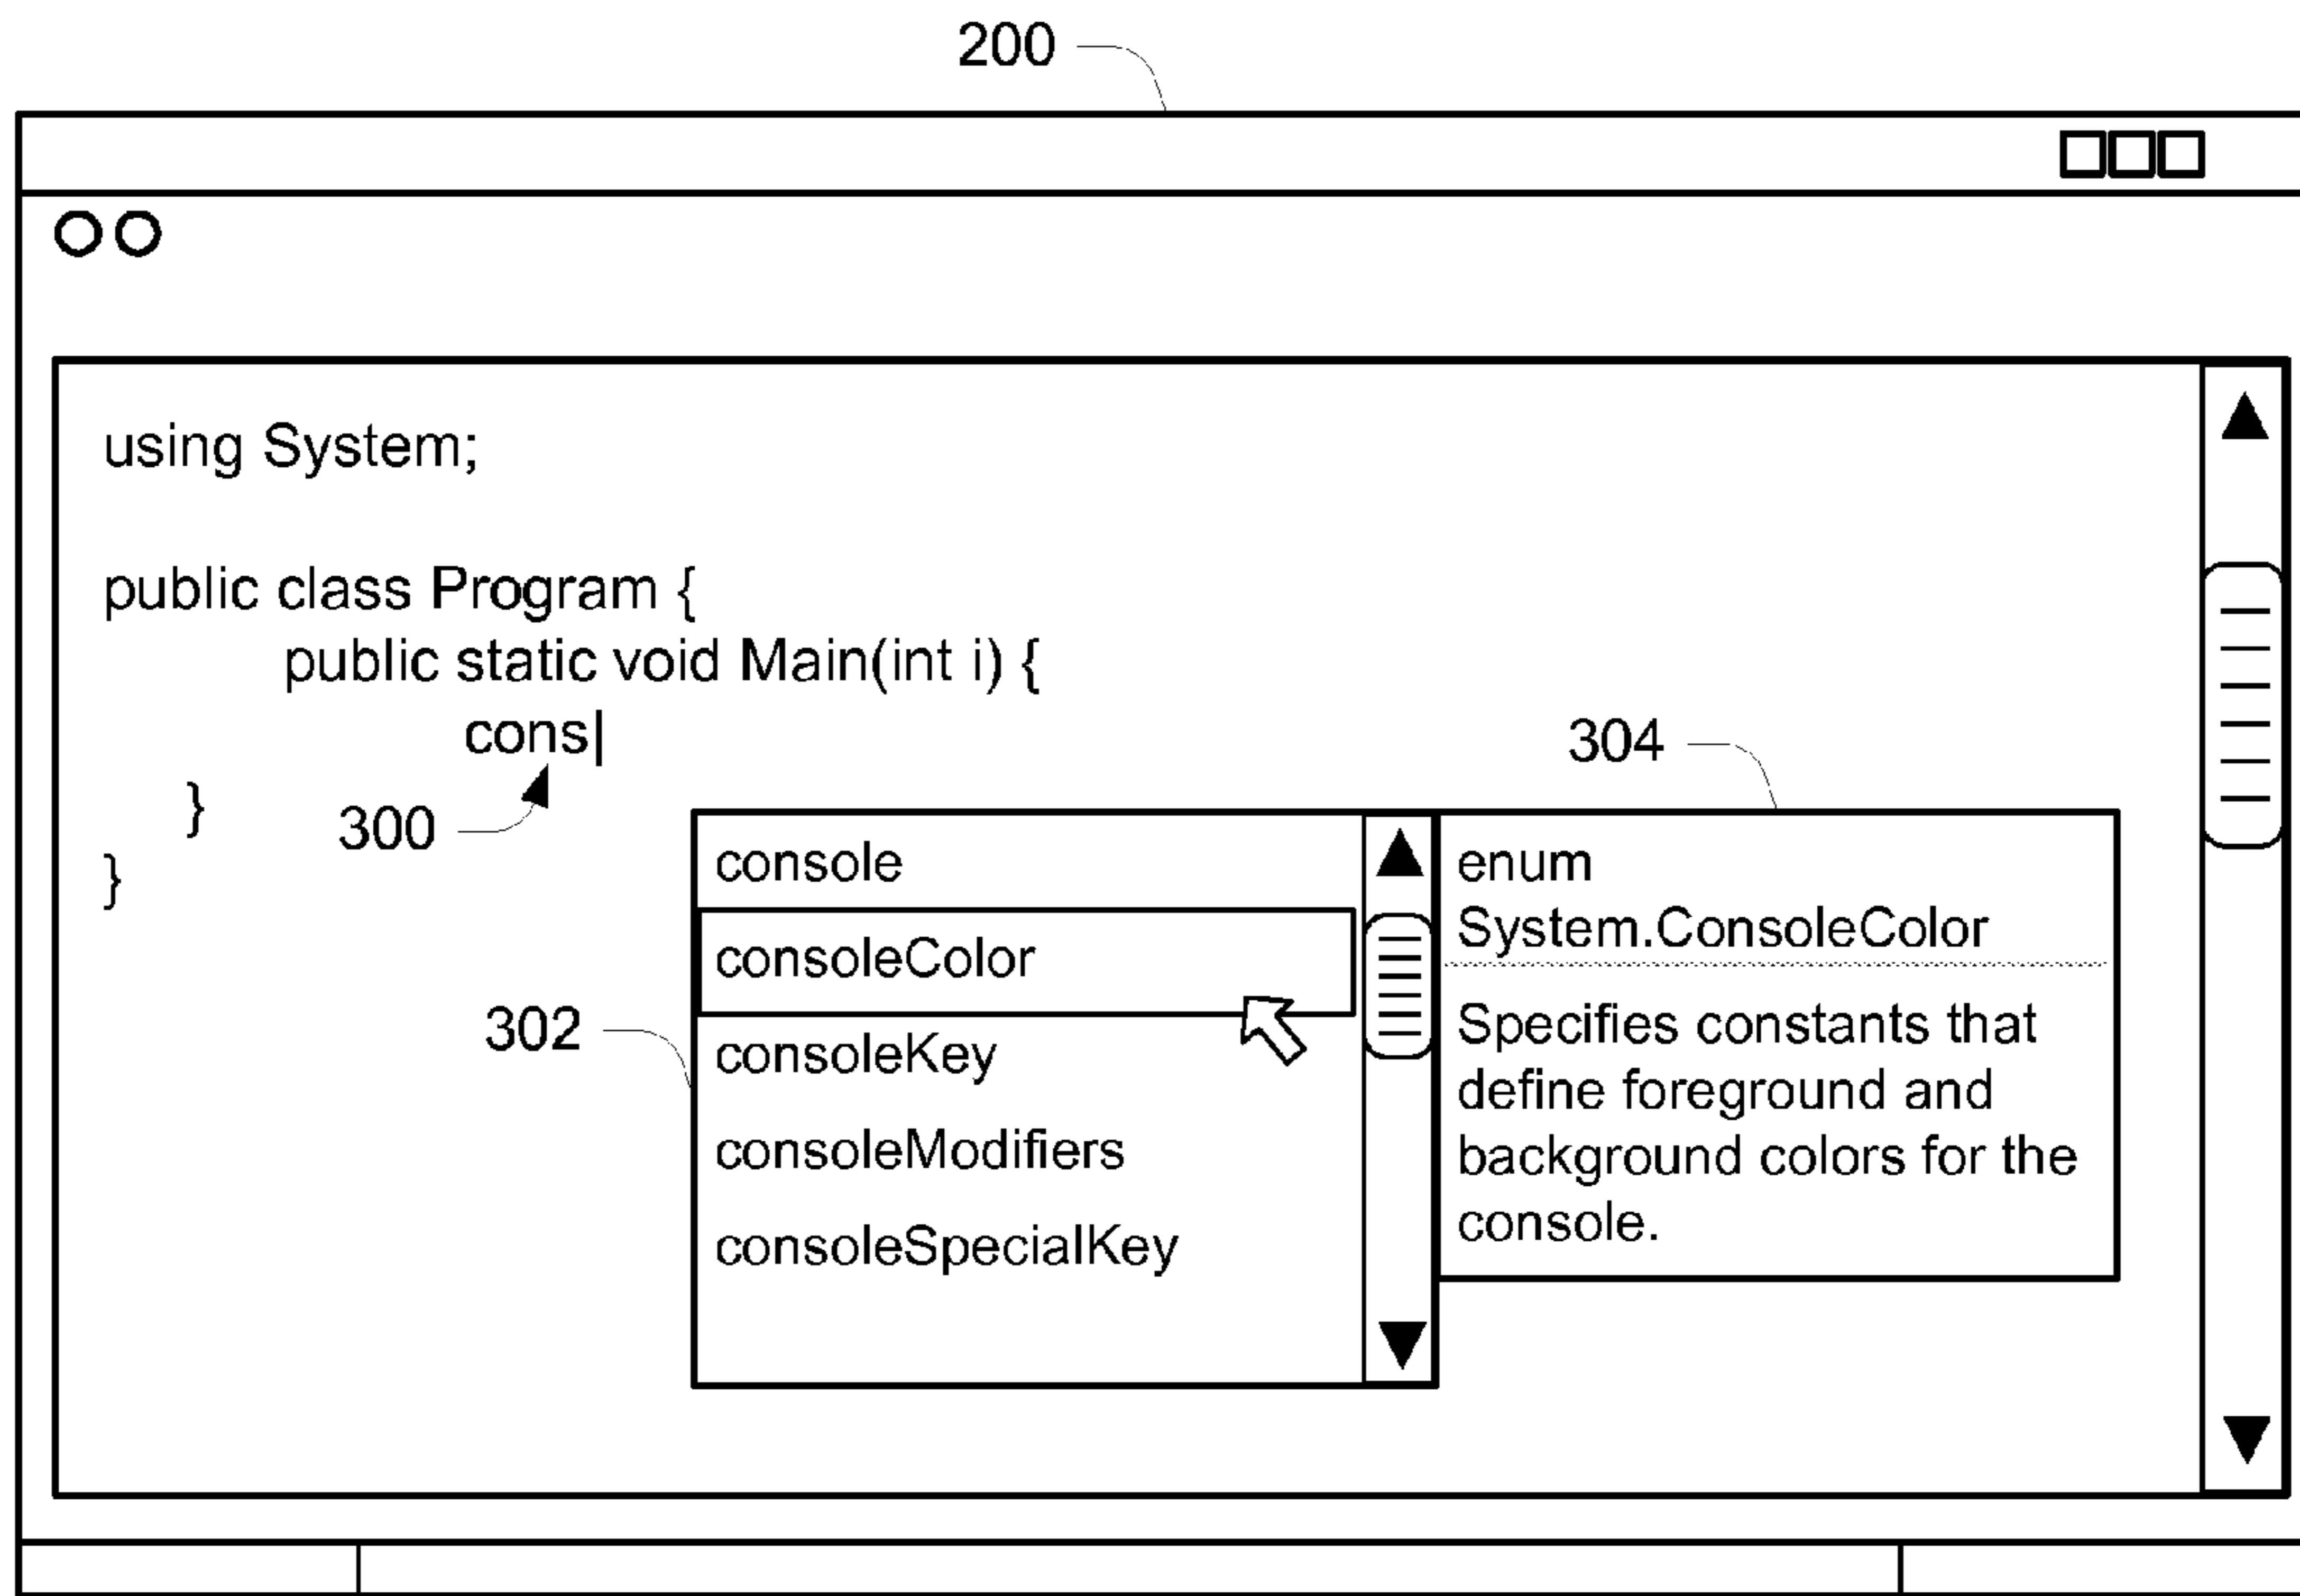 200
using System;
public class Program {
public static void Main(int i) {
cons|
}
}
300
304
302
console
consoleColor
consoleKey
consoleModifiers
consoleSpecialKey
enum
System.ConsoleColor
Specifies constants that
define foreground and
background colors for the
console.